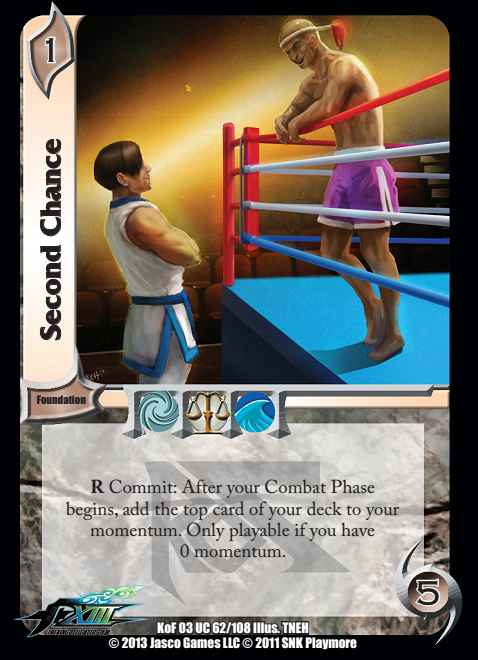 1
Second Chance
Foundation
R Commit: After your Combat Phase
begins, add the top card of your deck to your
momentum. Only playable if you have
0 momentum.
5
XIII
KoF 03 UC 62/108 Illus. TNEH
© 2013 Jasco Games LLC © 2011 SNK Playmore